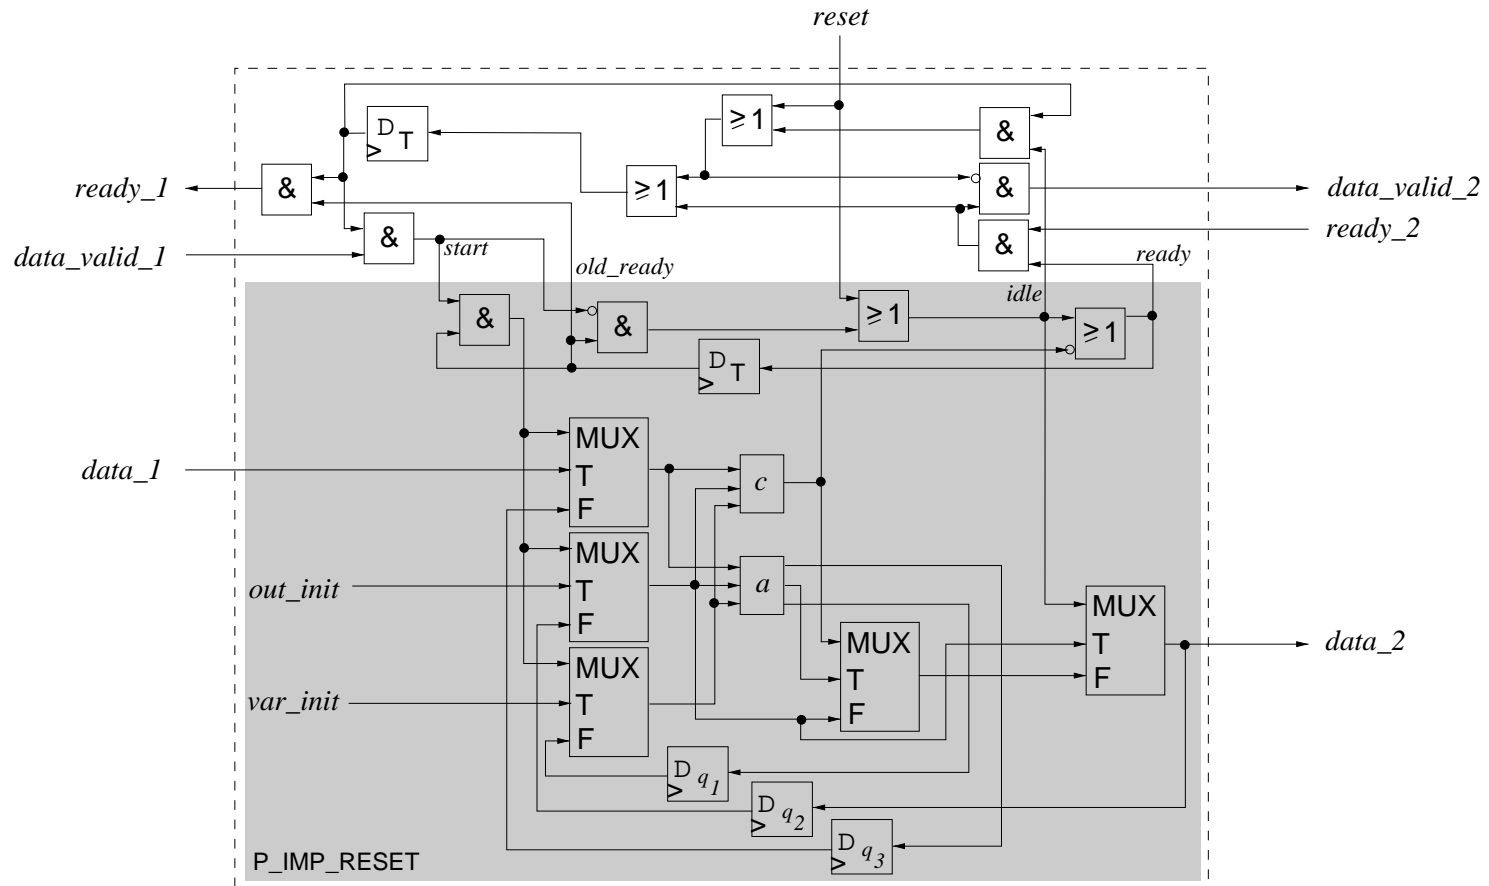 reset
≥1
&
D T
ready_1
&
≥1
&
data_valid_2
&
start
&
ready_2
data_valid_1
old_ready
ready
idle
&
&
≥1
≥1
D T
MUX
T
F
data_1
c
MUX
T
F
out_init
a
MUX
T
F
MUX
T
F
MUX
T
F
data_2
var_init
D q1
D q2
D q3
P_IMP_RESET